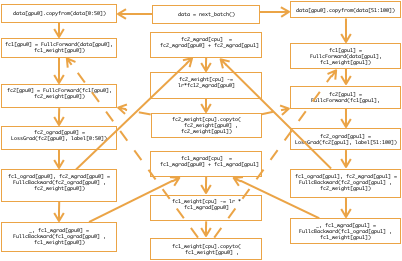 data[gpu0].copyfrom(data[0:50])
fc1[gpu0] = FullcForward(data[gpu0],
fc1_weight[gpu0])
fc2[gpu0] = FullcForward(fc1[gpu0],
fc2_weight[gpu0])
fc2_ograd[gpu0] =
LossGrad(fc2[gpu0], label[0:50])
fc1_ograd[gpu0], fc2_wgrad[gpu0] =
FullcBackward(fc2_ograd[gpu0] ,
fc2_weight[gpu0])
_, fc1_wgrad[gpu0] =
FullcBackward(fc1_ograd[gpu0] ,
fc1_weight[gpu0])
data = next_batch()
fc2_wgrad[cpu] =
fc2_wgrad[gpu0] + fc2_wgrad[gpu1]
fc2_weight[cpu] -=
lr*fc12_wgrad[gpu0]
fc2_weight[cpu].copyto(
fc2_weight[gpu0] ,
fc2_weight[gpu1])
fc1_wgrad[cpu] =
fc1_wgrad[gpu0] + fc1_wgrad[gpu1]
fc1_weight[cpu] -= lr *
fc1_wgrad[gpu0]
fc1_weight[cpu].copyto(
fc1_weight[gpu0] ,
data[gpu0].copyfrom(data[51:100])
fc1[gpu1] =
FullcForward(data[gpu1],
fc1_weight[gpu1])
fc2[gpu1] =
FullcForward(fc1[gpu1],
fc2_ograd[gpu1] =
LossGrad(fc2[gpu1], label[51:100])
fc1_ograd[gpu1], fc2_wgrad[gpu1] =
FullcBackward(fc2_ograd[gpu1] ,
fc2_weight[gpu1])
_, fc1_wgrad[gpu1] =
FullcBackward(fc1_ograd[gpu1] ,
fc1_weight[gpu1])